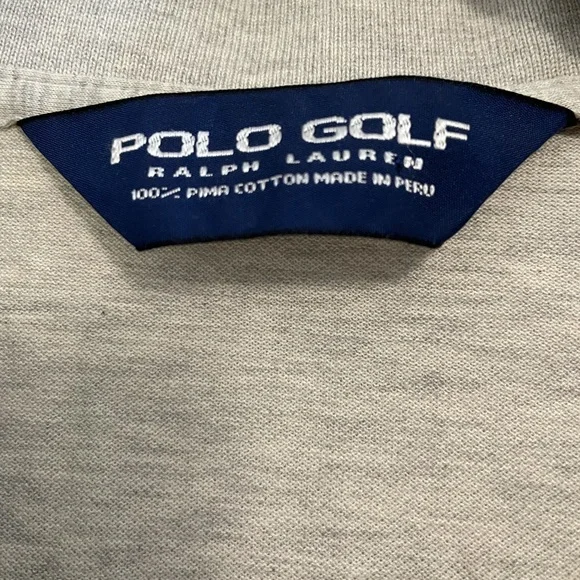 POLO GOLF
RALPH LAUREN
100% PIMA COTTON MADE IN PERU